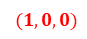 (1, 0, 0)